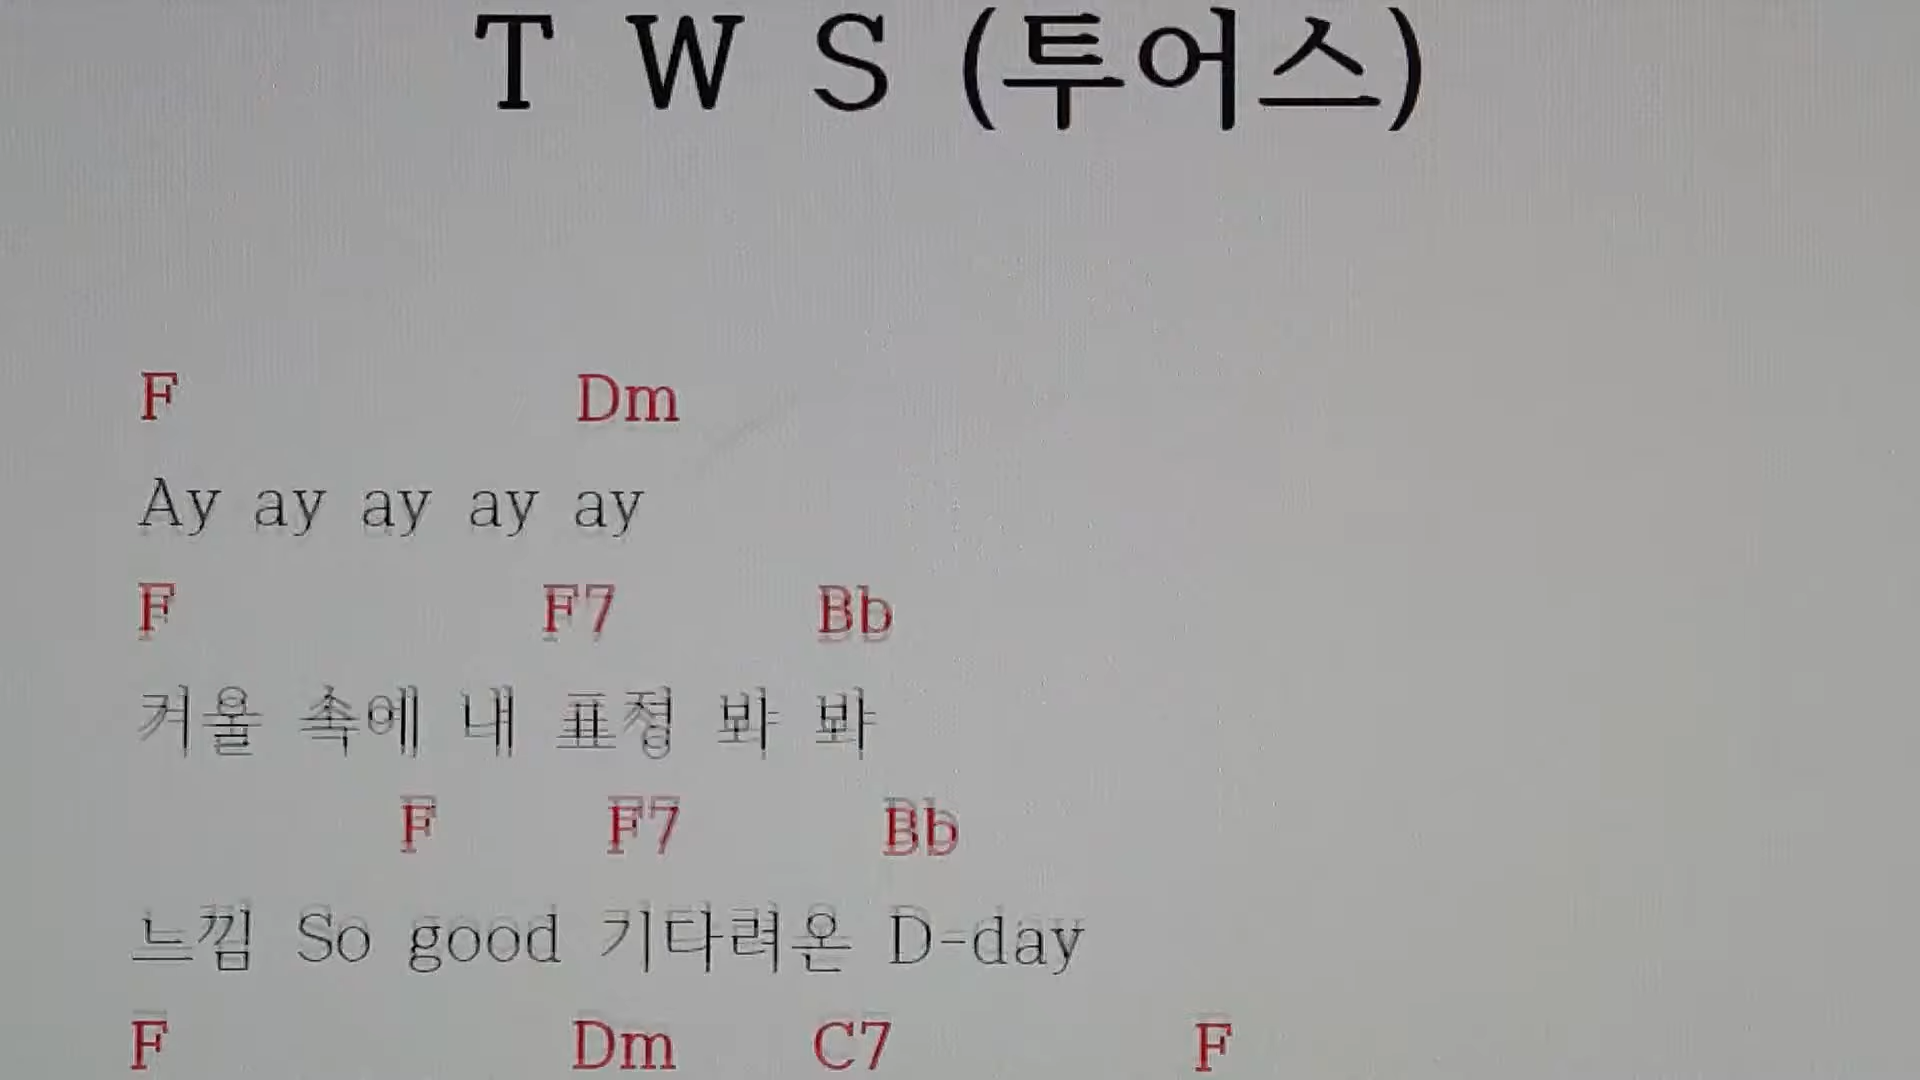 T W S (투어스)
F Dm
Ay ay ay ay ay
F F7 Bb
거울 속에 내 표정 봐 봐
F F7 Bb
느낌 So good 기다려온 D-day
F Dm C7 F